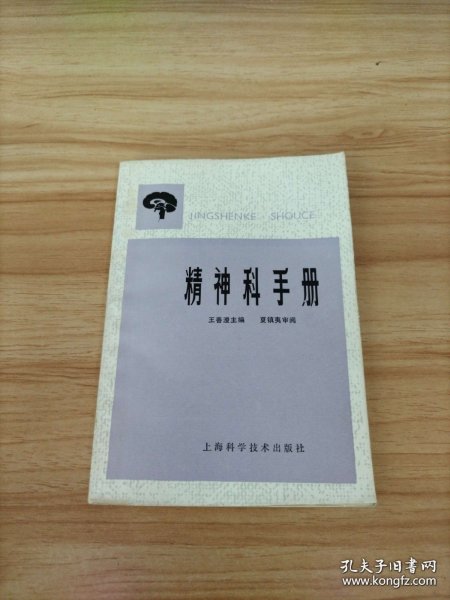 JINGSHENKE SHOUCE
精神科手册
王善澄主编 夏镇夷审阅
上海科学技术出版社
孔夫子旧书网
www.kongfz.com